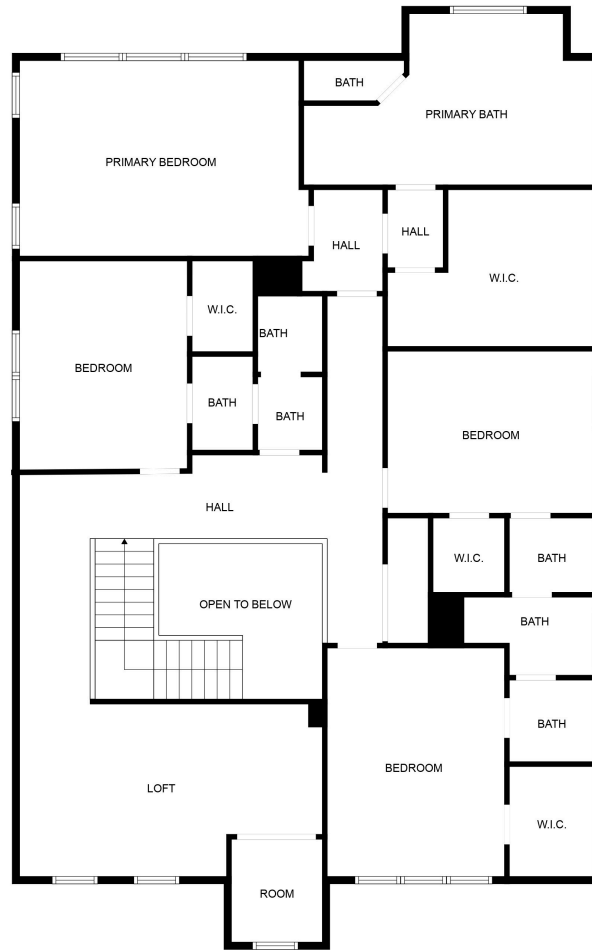 BATH
PRIMARY BATH
PRIMARY BEDROOM
HALL
HALL
W.I.C.
W.I.C.
BATH
BEDROOM
BATH
BATH
BEDROOM
HALL
W.I.C.
BATH
OPEN TO BELOW
BATH
BATH
BEDROOM
LOFT
W.I.C.
ROOM